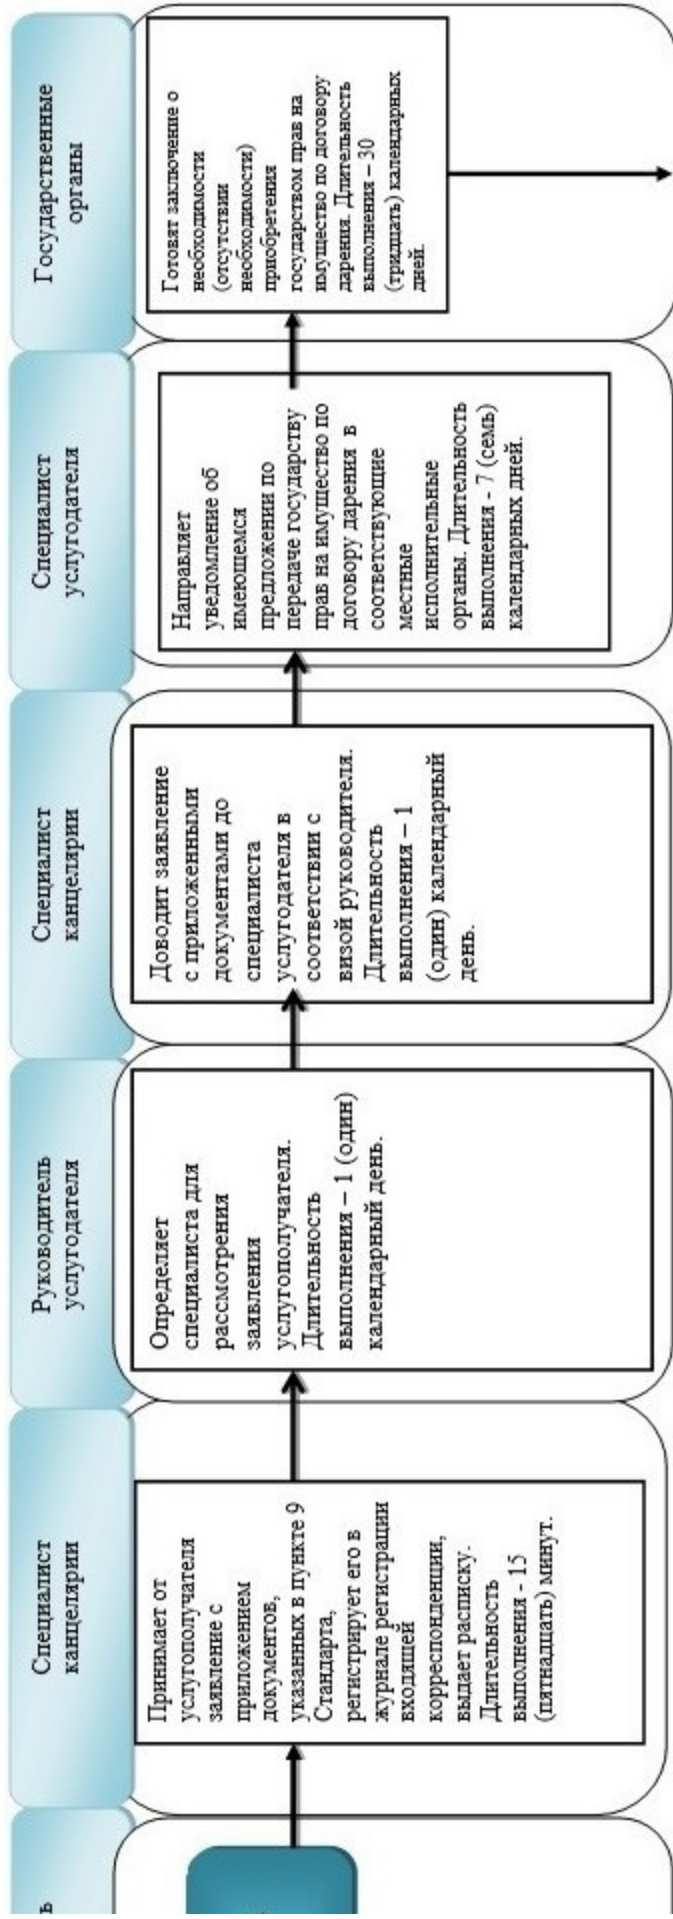 ь
Специалист
канцелярии
Принимает от
услугополучателя
заявление с
приложением
документов,
указанных в пункте 9
Стандарта,
регистрирует его в
журнале регистрации
входящей
корреспонденции,
выдает расписку.
Длительность
выполнения - 15
(пятнадцать) минут.
Руководитель
услугодателя
Определяет
специалиста для
рассмотрения
заявления
услугополучателя.
Длительность
выполнения – 1 (один)
календарный день.
Специалист
канцелярии
Доводит заявление
с приложенными
документами до
специалиста
услугодателя в
соответствии с
визой руководителя.
Длительность
выполнения – 1
(один) календарный
день.
Специалист
услугодателя
Направляет
уведомление об
имеющемся
предложении по
передаче государству
прав на имущество по
договору дарения в
соответствующие
местные
исполнительные
органы. Длительность
выполнения - 7 (семь)
календарных дней.
Государственные
органы
Готовят заключение о
необходимости
(отсутствии
необходимости)
приобретения
государством прав на
имущество по договору
дарения. Длительность
выполнения – 30
(тридцать) календарных
дней.